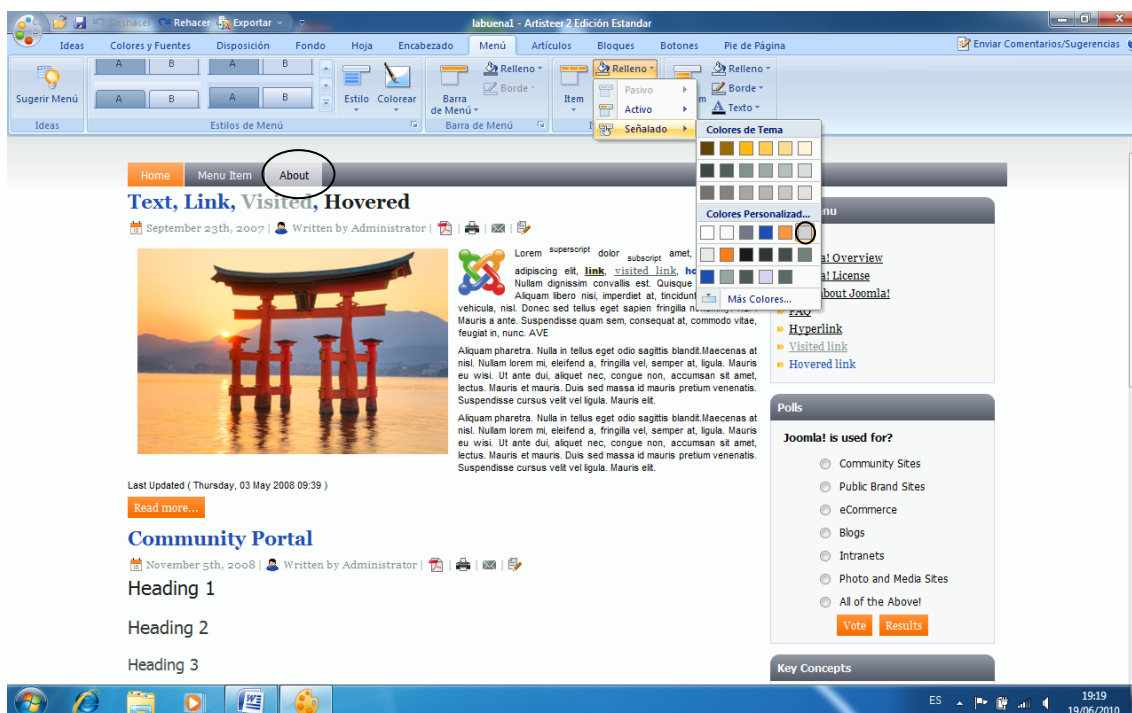 Deshacer Rehacer Exportar
labuena1 - Artisteer 2 Edición Estandar
Ideas Colores y Fuentes Disposición Fondo Hoja Encabezado Menú Artículos Bloques Botones Pie de Página
Enviar Comentarios/Sugerencias
A B A B
A B A B
Sugerir Menú
Estilo Colorear
Barra de Menú
Relleno
Borde
Item
Relleno
Relleno
Borde
Texto
Ideas
Estilos de Menú
Barra de Menú
Pasivo
Activo
Señalado
Colores de Tema
Colores Personalizad...
Más Colores...
Home Menu Item About
Text, Link, Visited, Hovered
September 23th, 2007 | Written by Administrator |
Lorem superscript dolor subscript amet,
adipiscing elit, link, visited link,
Nullam dignissim convallis est. Quisque
Aliquam libero nisi, imperdiet at, tincidunt
vehicula, nisl. Donec sed tellus eget sapien fringilla
Mauris a ante. Suspendisse quam sem, consequat at, commodo vitae,
feugiat in, nunc. AVE
Aliquam pharetra. Nulla in tellus eget odio sagittis blandit.Maecenas at
nisl. Nullam lorem mi, eleifend a, fringilla vel, semper at, ligula. Mauris
eu wisi. Ut ante dui, aliquet nec, congue non, accumsan sit amet,
lectus. Mauris et mauris. Duis sed massa id mauris pretium venenatis.
Suspendisse cursus velit vel ligula. Mauris elit.
Aliquam pharetra. Nulla in tellus eget odio sagittis blandit.Maecenas at
nisl. Nullam lorem mi, eleifend a, fringilla vel, semper at, ligula. Mauris
eu wisi. Ut ante dui, aliquet nec, congue non, accumsan sit amet,
lectus. Mauris et mauris. Duis sed massa id mauris pretium venenatis.
Suspendisse cursus velit vel ligula. Mauris elit.
Last Updated ( Thursday, 03 May 2008 09:39 )
Read more...
Community Portal
November 5th, 2008 | Written by Administrator |
Heading 1
Heading 2
Heading 3
Overview
License
about Joomla!
FAQ
Hyperlink
Visited link
Hovered link
Polls
Joomla! is used for?
Community Sites
Public Brand Sites
eCommerce
Blogs
Intranets
Photo and Media Sites
All of the Above!
Vote Results
Key Concepts
ES
19:19
19/06/2010